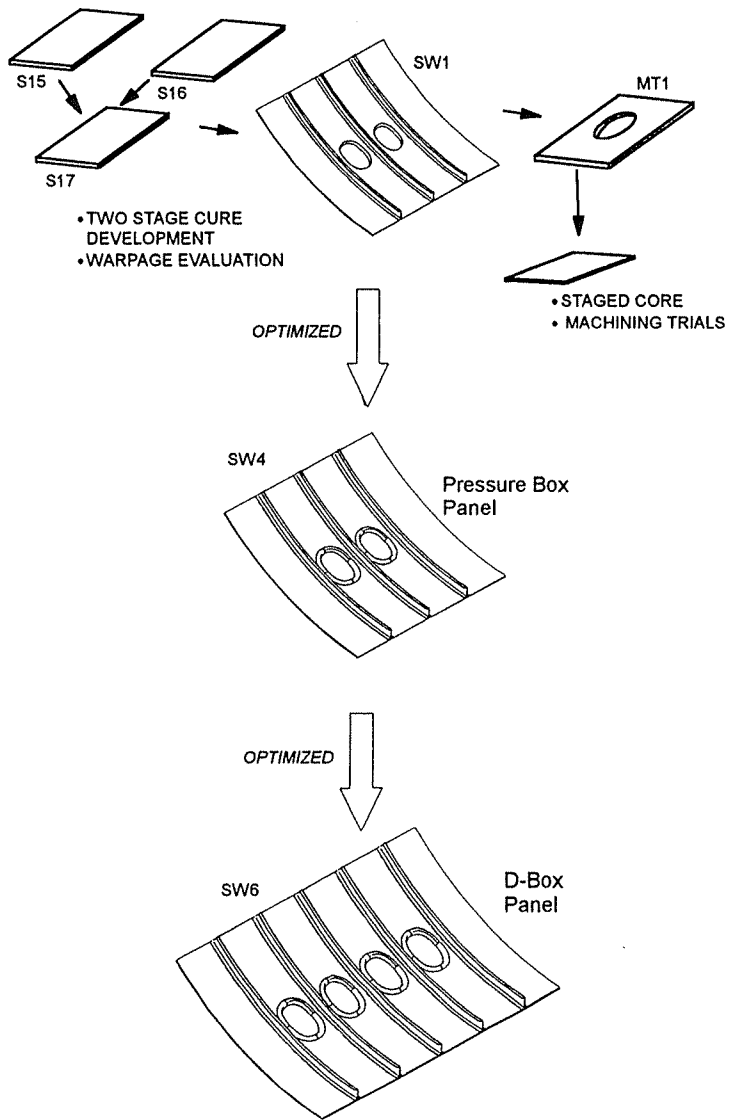 S15
S16
S17
SW1
MT1
• TWO STAGE CURE
DEVELOPMENT
• WARPAGE EVALUATION
• STAGED CORE
• MACHINING TRIALS
OPTIMIZED
SW4
Pressure Box
Panel
OPTIMIZED
SW6
D-Box
Panel